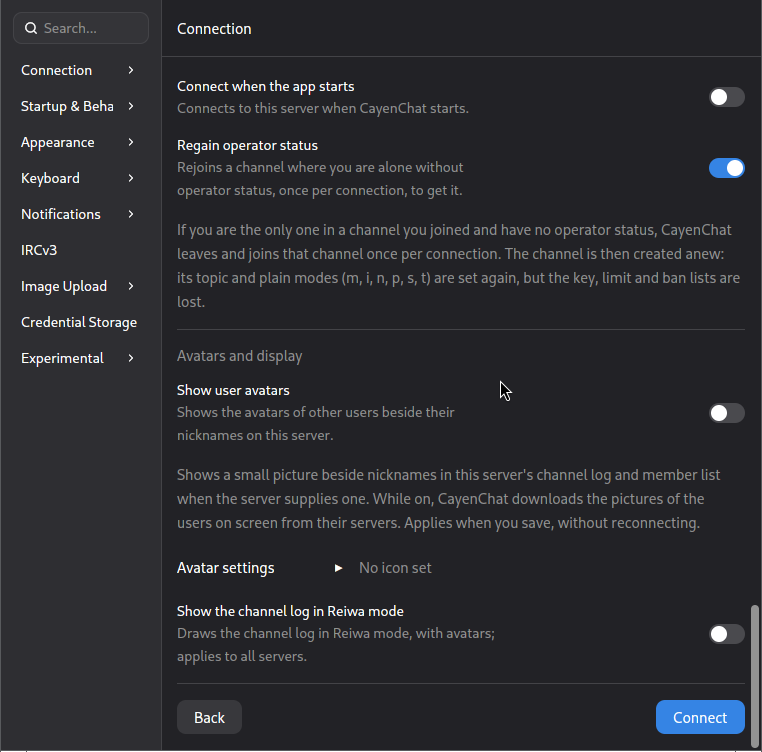 Search...
Connection
Startup & Beha
Appearance
Keyboard
Notifications
IRCv3
Image Upload
Credential Storage
Experimental
Connection
Connect when the app starts
Connects to this server when CayenChat starts.
Regain operator status
Rejoins a channel where you are alone without
operator status, once per connection, to get it.
If you are the only one in a channel you joined and have no operator status, CayenChat
leaves and joins that channel once per connection. The channel is then created anew:
its topic and plain modes (m, i, n, p, s, t) are set again, but the key, limit and ban lists are
lost.
Avatars and display
Show user avatars
Shows the avatars of other users beside their
nicknames on this server.
Shows a small picture beside nicknames in this server's channel log and member list
when the server supplies one. While on, CayenChat downloads the pictures of the
users on screen from their servers. Applies when you save, without reconnecting.
Avatar settings
No icon set
Show the channel log in Reiwa mode
Draws the channel log in Reiwa mode, with avatars;
applies to all servers.
Back
Connect